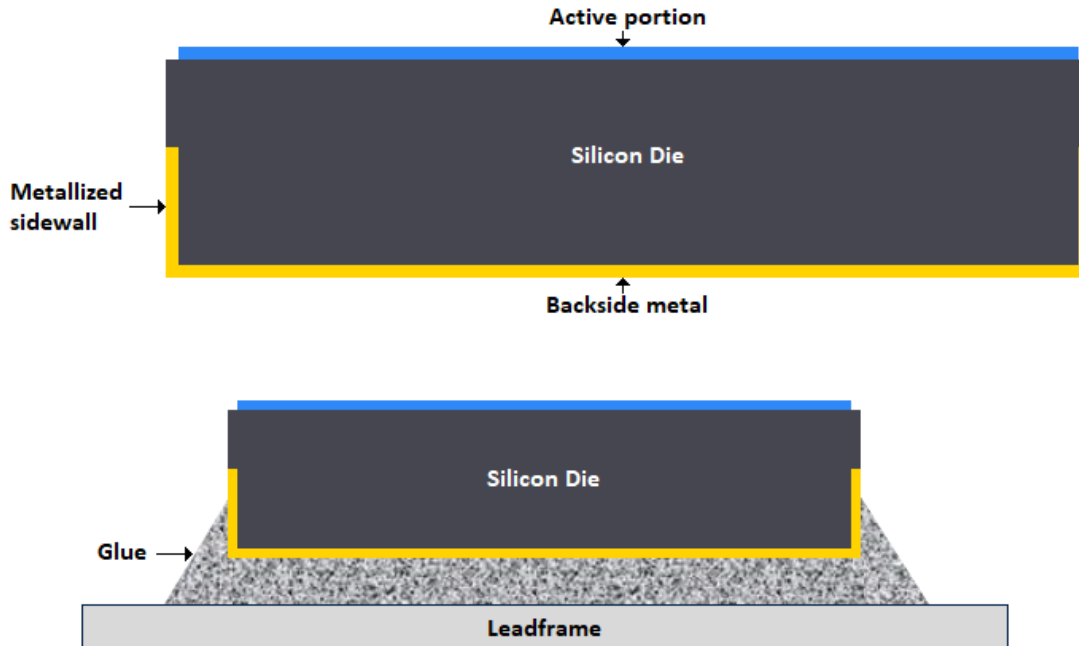 Active portion
Silicon Die
Metallized
sidewall
Backside metal
Silicon Die
Glue
Leadframe